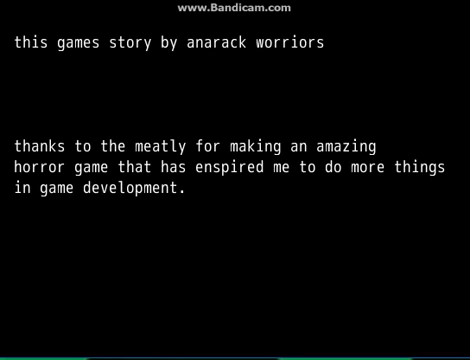 www.Bandicam.com
this games story by anarack worriors
thanks to the meatly for making an amazing
horror game that has enspired me to do more things
in game development.